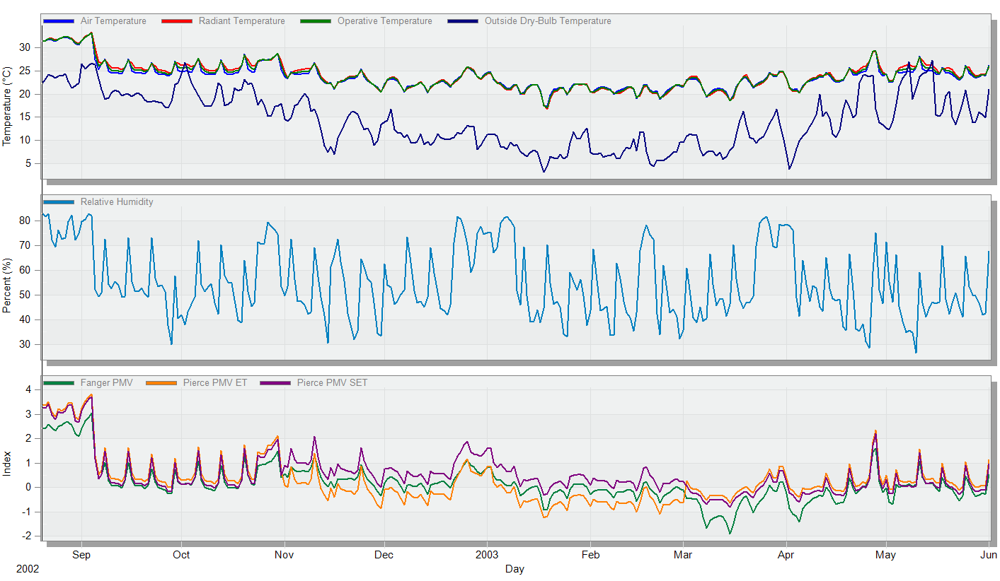 Air Temperature Radiant Temperature Operative Temperature Outside Dry-Bulb Temperature
Temperature (°C)
30
25
20
15
10
5
Relative Humidity
Percent (%)
80
70
60
50
40
30
Fanger PMV Pierce PMV ET Pierce PMV SET
Index
4
3
2
1
0
-1
-2
Sep Oct Nov Dec 2003 Feb Mar Apr May Jun
2002 Day